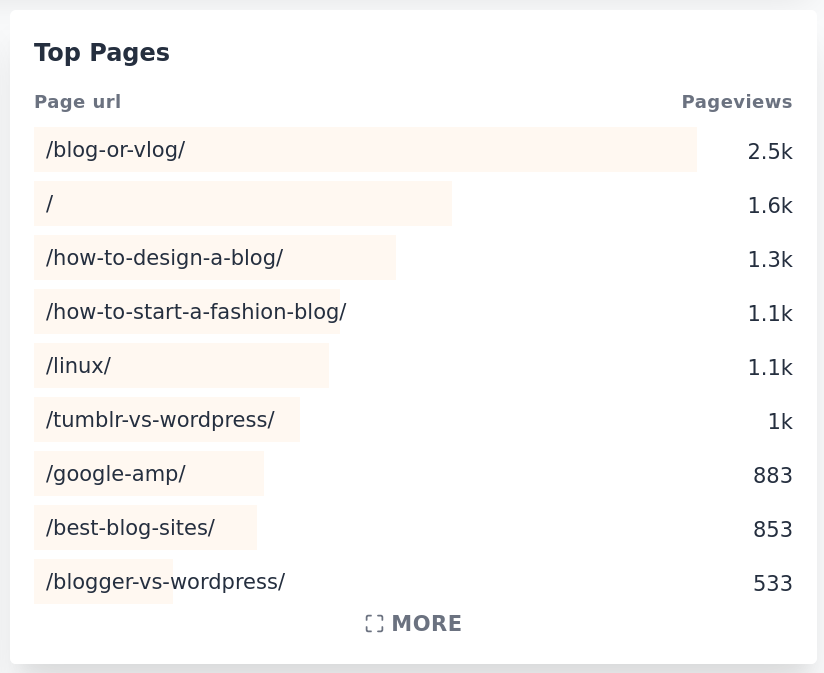 Top Pages
Page url Pageviews
/blog-or-vlog/ 2.5k
/ 1.6k
/how-to-design-a-blog/ 1.3k
/how-to-start-a-fashion-blog/ 1.1k
/linux/ 1.1k
/tumblr-vs-wordpress/ 1k
/google-amp/ 883
/best-blog-sites/ 853
/blogger-vs-wordpress/ 533
MORE